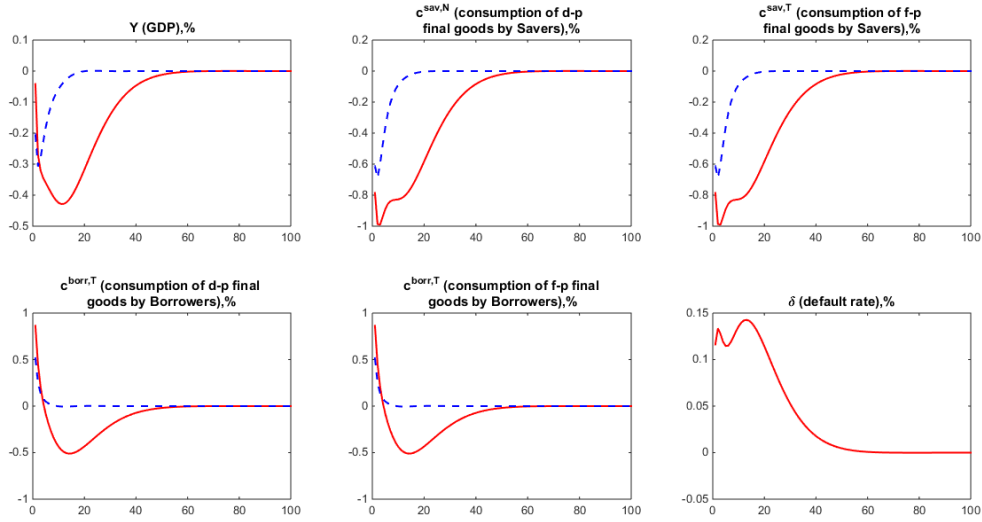 Y (GDP),%
0.1
0
-0.1
-0.2
-0.3
-0.4
-0.5
0 20 40 60 80 100
c^sav,N (consumption of d-p
final goods by Savers),%
0.2
0
-0.2
-0.4
-0.6
-0.8
-1
0 20 40 60 80 100
c^sav,T (consumption of f-p
final goods by Savers),%
0.2
0
-0.2
-0.4
-0.6
-0.8
-1
0 20 40 60 80 100
c^borr,T (consumption of d-p final
goods by Borrowers),%
1
0.5
0
-0.5
-1
0 20 40 60 80 100
c^borr,T (consumption of f-p final
goods by Borrowers),%
1
0.5
0
-0.5
-1
0 20 40 60 80 100
δ (default rate),%
0.15
0.1
0.05
0
-0.05
0 20 40 60 80 100